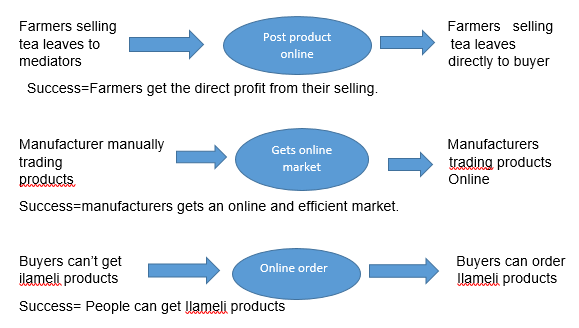 Farmers selling
tea leaves to
mediators
Post product
online
Farmers selling
tea leaves
directly to buyer
Success=Farmers get the direct profit from their selling.
Manufacturer manually
trading
products
Gets online
market
Manufacturers
trading products
Online
Success=manufacturers gets an online and efficient market.
Buyers can't get
ilameli products
Online order
Buyers can order
Ilameli products
Success= People can get Ilameli products